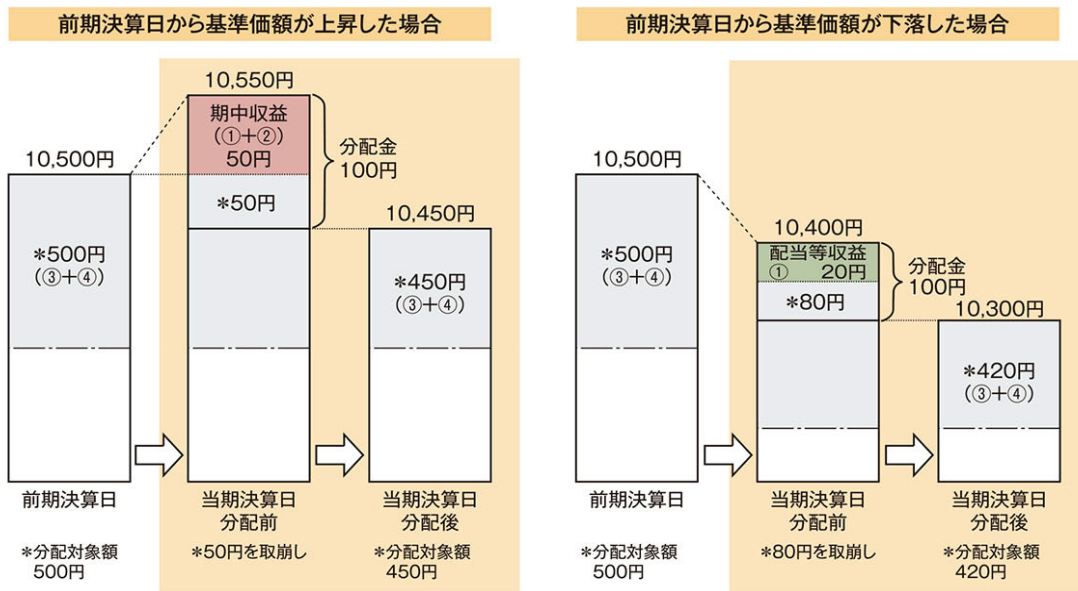 前期決算日から基準価額が上昇した場合
10,550円
期中収益
(①+②)
50円
分配金
100円
10,500円
*50円
10,450円
*500円
(③+④)
*450円
(③+④)
前期決算日
当期決算日
分配前
当期決算日
分配後
*分配対象額
500円
*50円を取崩し
*分配対象額
450円
前期決算日から基準価額が下落した場合
10,500円
10,400円
*500円
(③+④)
配当等収益
① 20円
分配金
100円
*80円
10,300円
*420円
(③+④)
前期決算日
当期決算日
分配前
当期決算日
分配後
*分配対象額
500円
*80円を取崩し
*分配対象額
420円